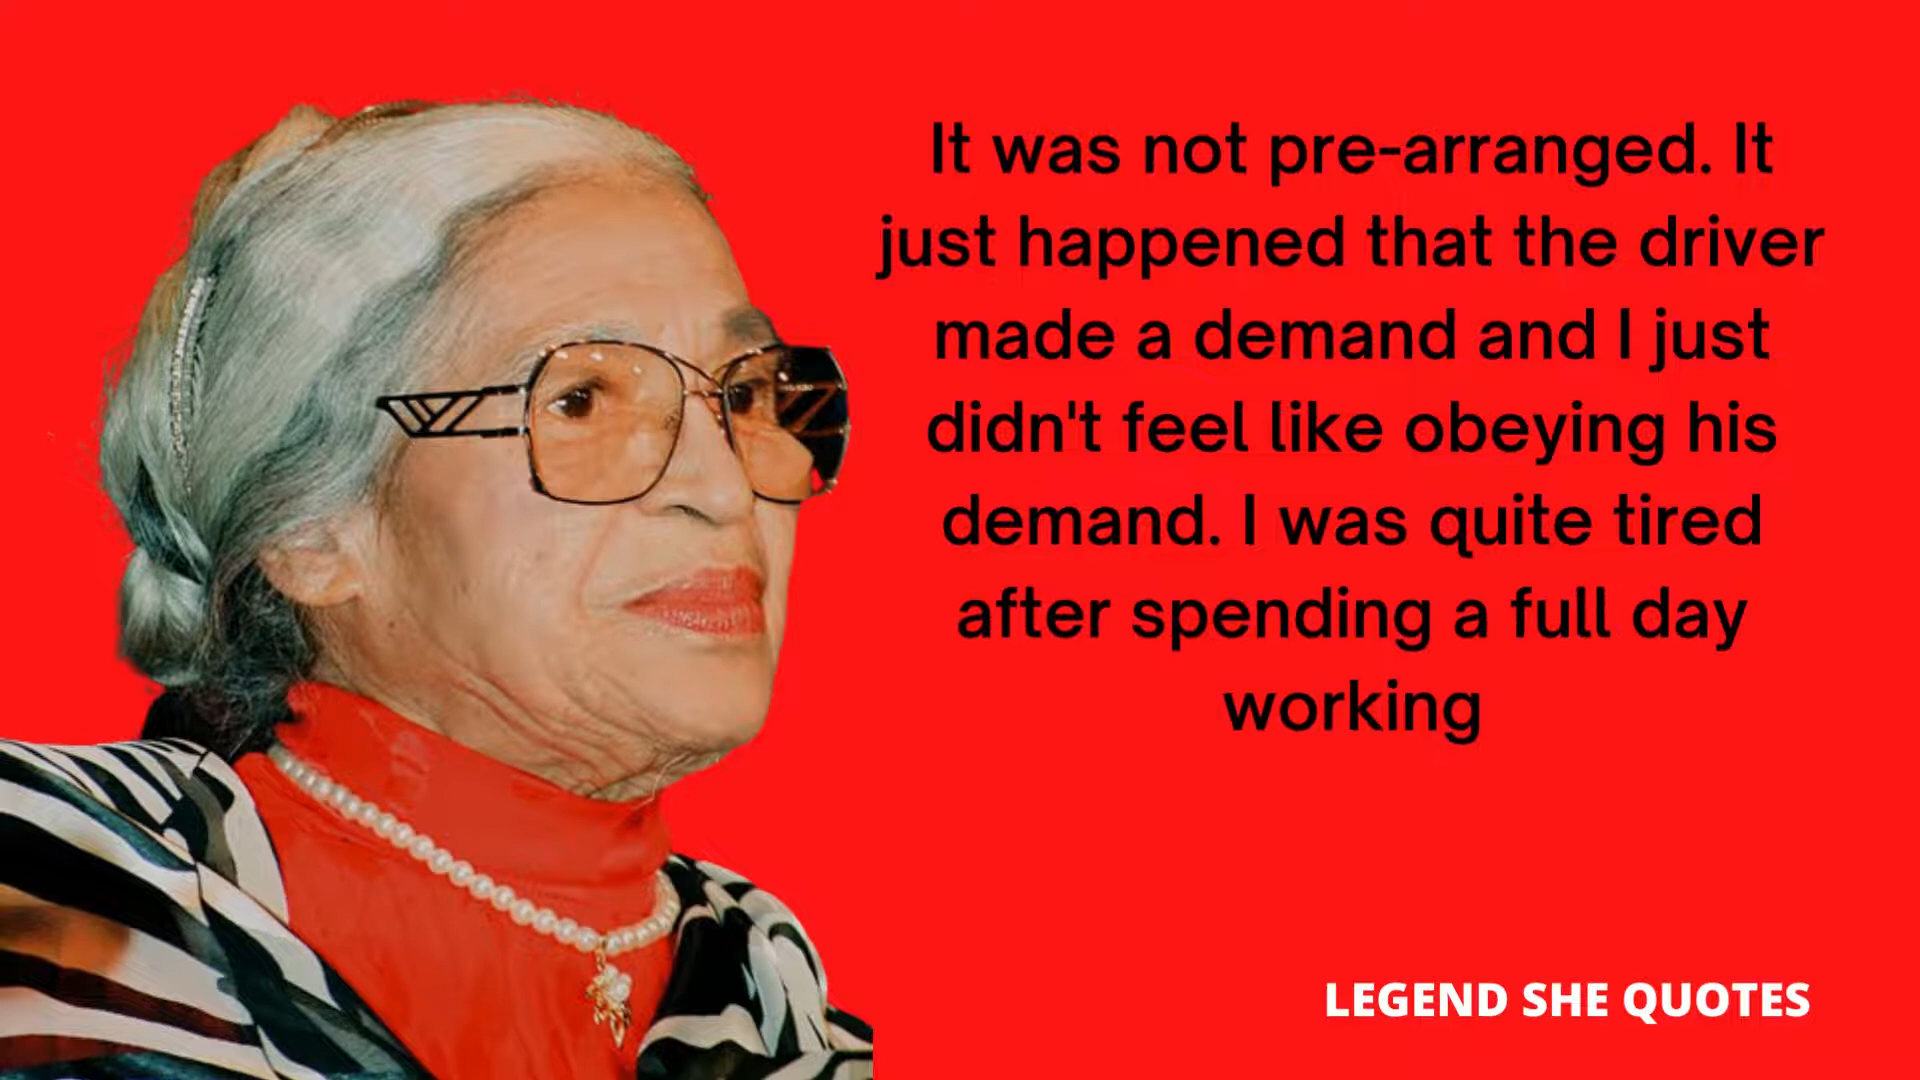 It was not pre-arranged. It
just happened that the driver
made a demand and I just
didn't feel like obeying his
demand. I was quite tired
after spending a full day
working
LEGEND SHE QUOTES